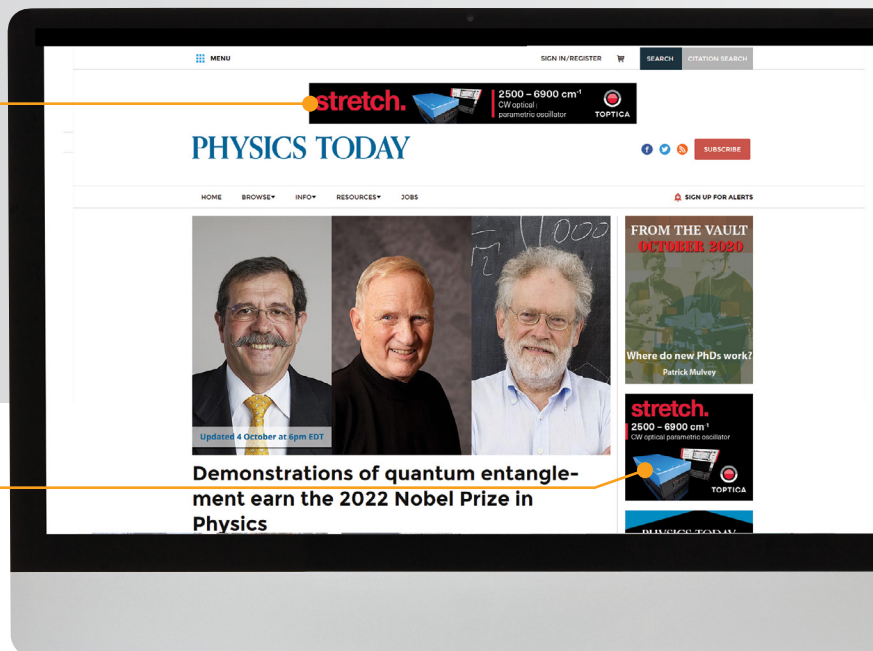 MENU
SIGN IN/REGISTER
SEARCH
CITATION SEARCH
stretch.
2500 – 6900 cm⁻¹
CW optical
parametric oscillator
TOPTICA
PHYSICS TODAY
SUBSCRIBE
HOME
BROWSE
INFO
RESOURCES
JOBS
SIGN UP FOR ALERTS
Updated 4 October at 6pm EDT
Demonstrations of quantum entangle-
ment earn the 2022 Nobel Prize in
Physics
FROM THE VAULT
OCTOBER 2020
Where do new PhDs work?
Patrick Mulvey
stretch.
2500 – 6900 cm⁻¹
CW optical parametric oscillator
TOPTICA
PHYSICS TODAY